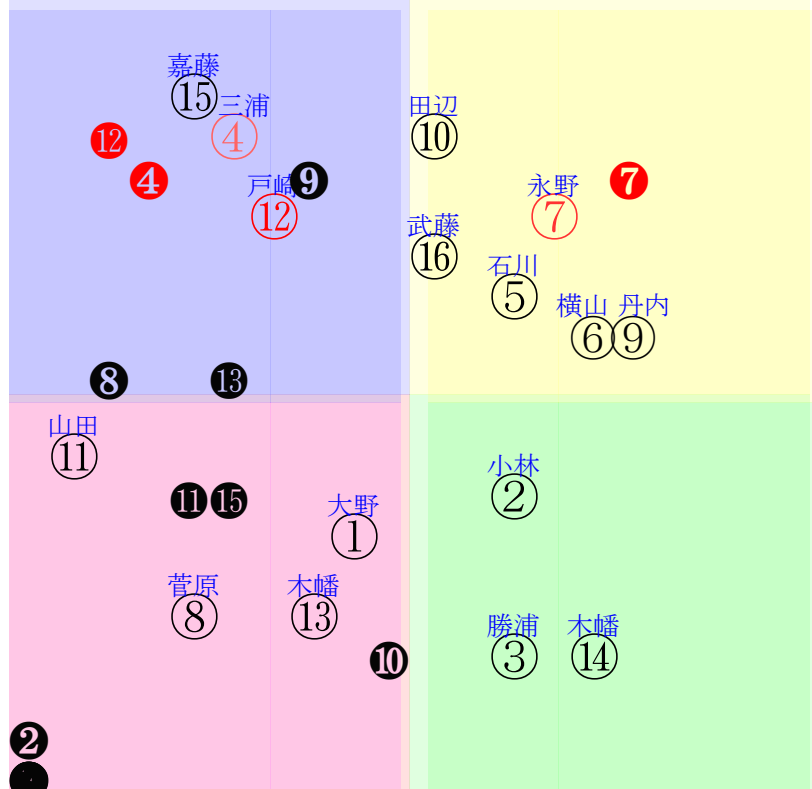 嘉藤
⑮
三浦
④
田辺
⑩
⓬
❹
戸崎
❾
⑫
永野
❼
⑦
武藤
⑯
石川
⑤
横山 丹内
⑥⑨
❽
⓭
山田
⑪
小林
②
⓫⓯
大野
①
菅原
⑧
木幡
⑬
勝浦
③
木幡
⑭
❿
❷